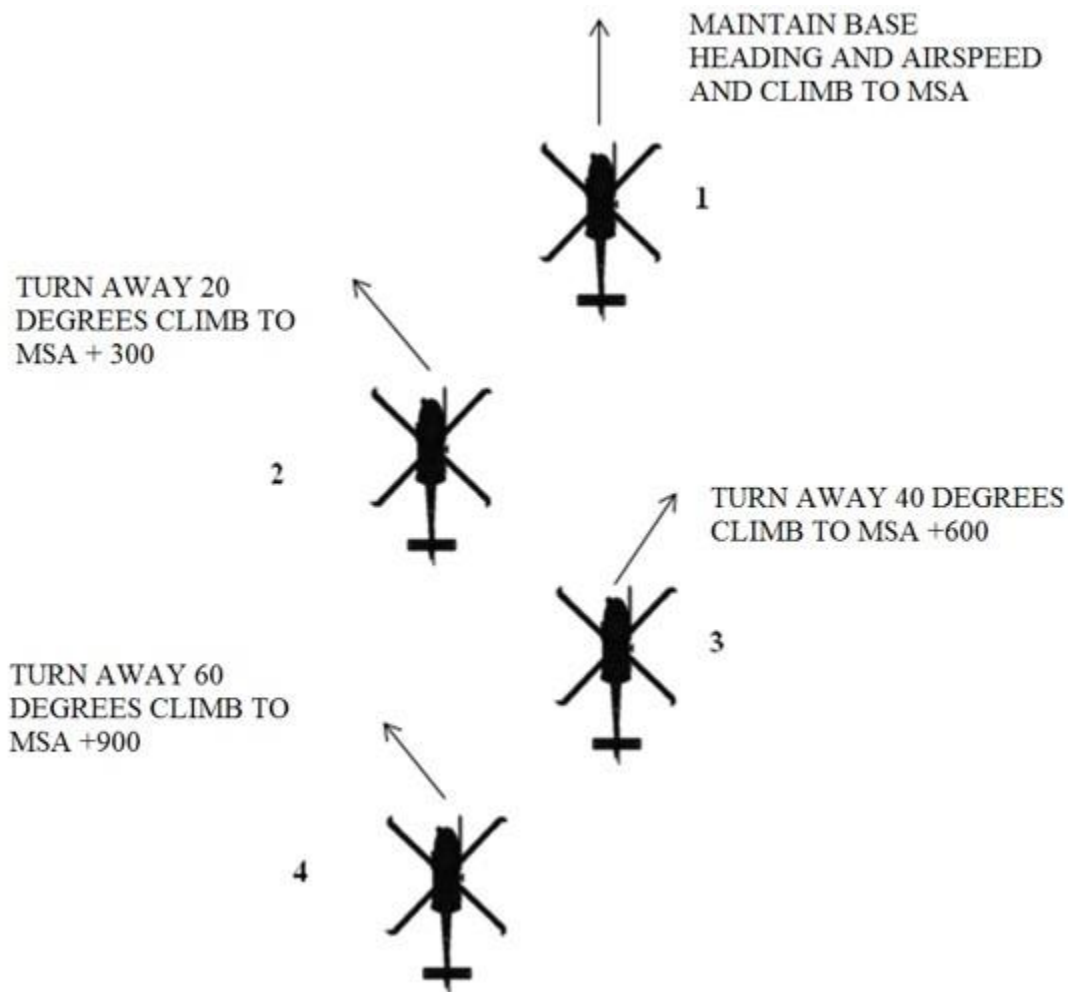 MAINTAIN BASE
HEADING AND AIRSPEED
AND CLIMB TO MSA
1
TURN AWAY 20
DEGREES CLIMB TO
MSA + 300
2
TURN AWAY 40 DEGREES
CLIMB TO MSA +600
3
TURN AWAY 60
DEGREES CLIMB TO
MSA +900
4